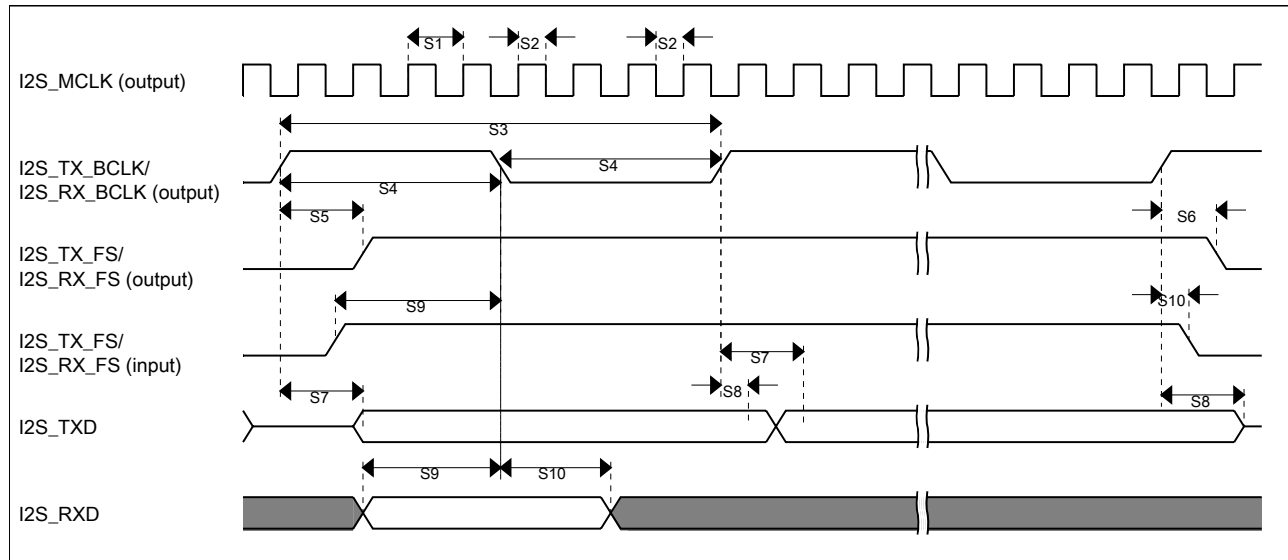 S1
S2
S2
I2S_MCLK (output)
S3
I2S_TX_BCLK/
I2S_RX_BCLK (output)
S4
S4
S5
S6
I2S_TX_FS/
I2S_RX_FS (output)
S9
S10
I2S_TX_FS/
I2S_RX_FS (input)
S7
S7
S8
S8
I2S_TXD
S9
S10
I2S_RXD